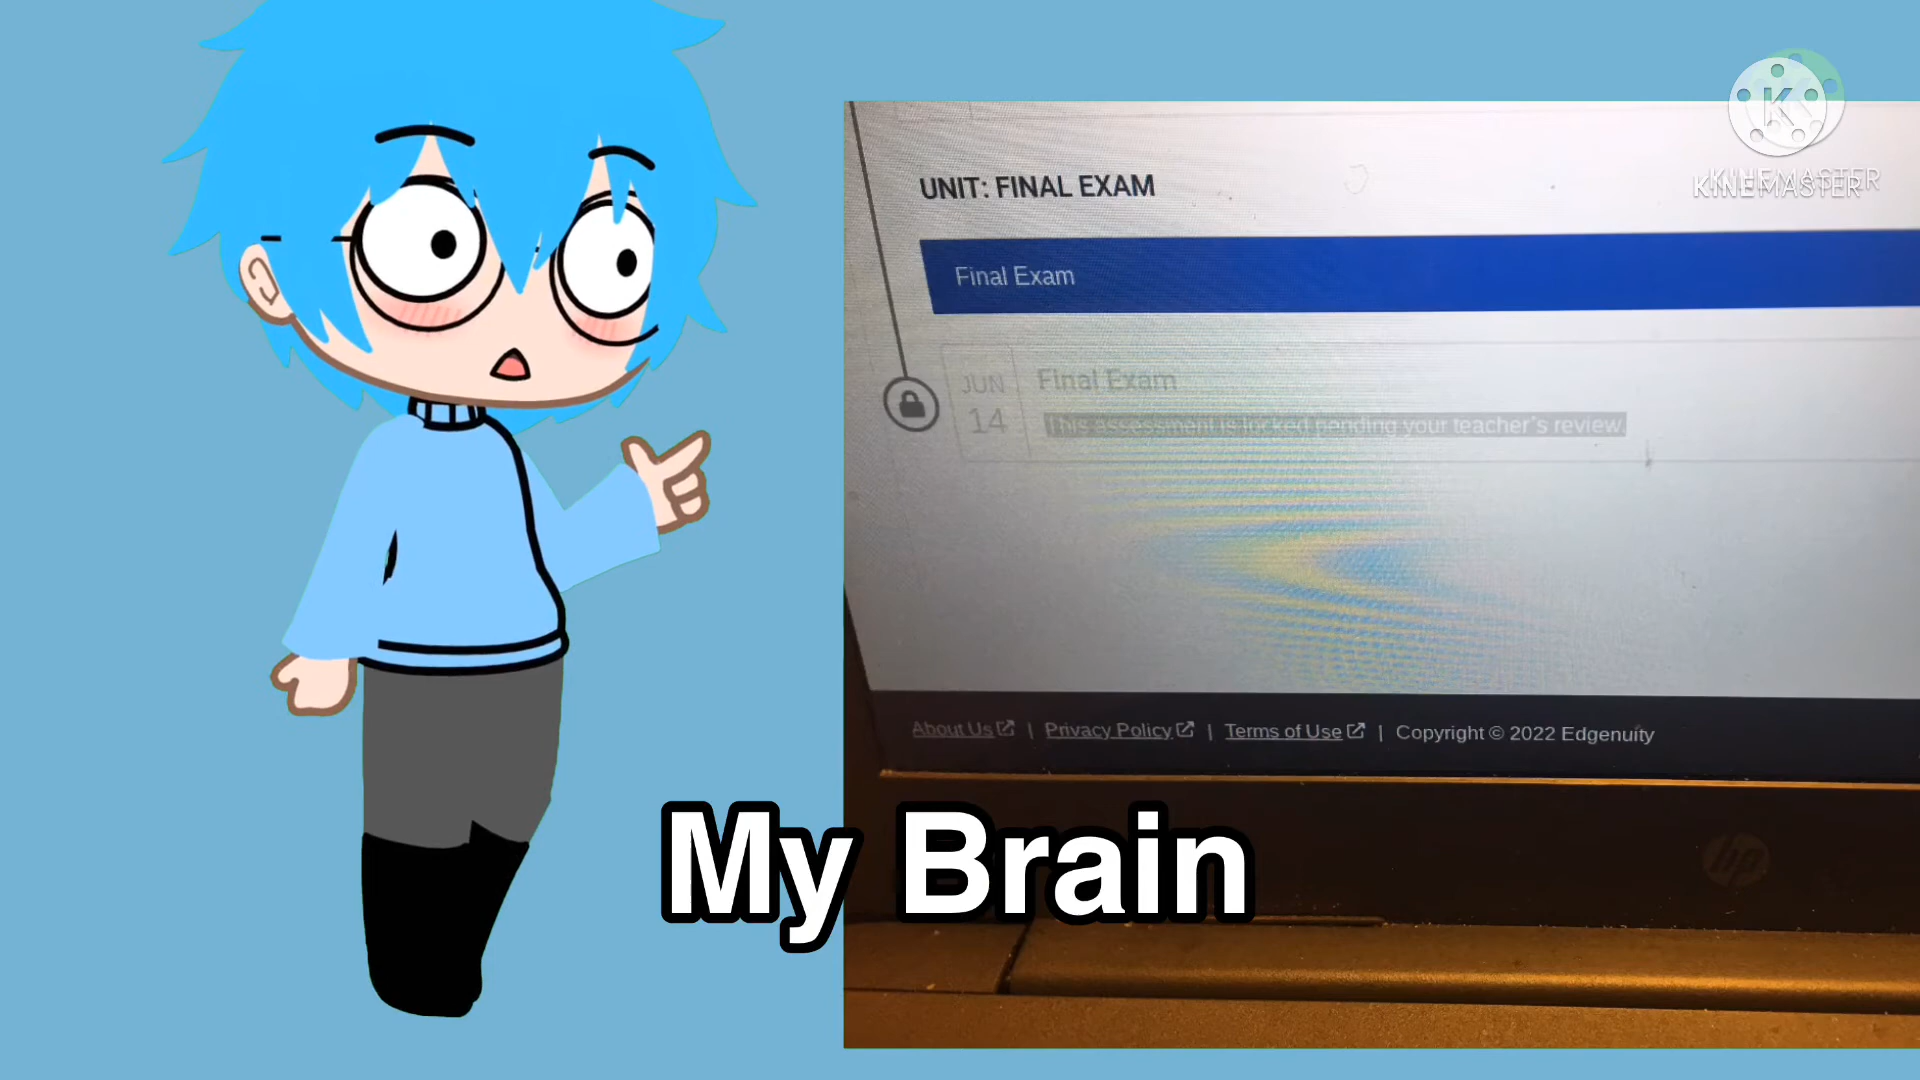 KINEMASTER
UNIT: FINAL EXAM
Final Exam
JUN
14
Final Exam
This assessment is locked pending your teacher's review.
About Us | Privacy Policy | Terms of Use | Copyright © 2022 Edgenuity
hp
My Brain